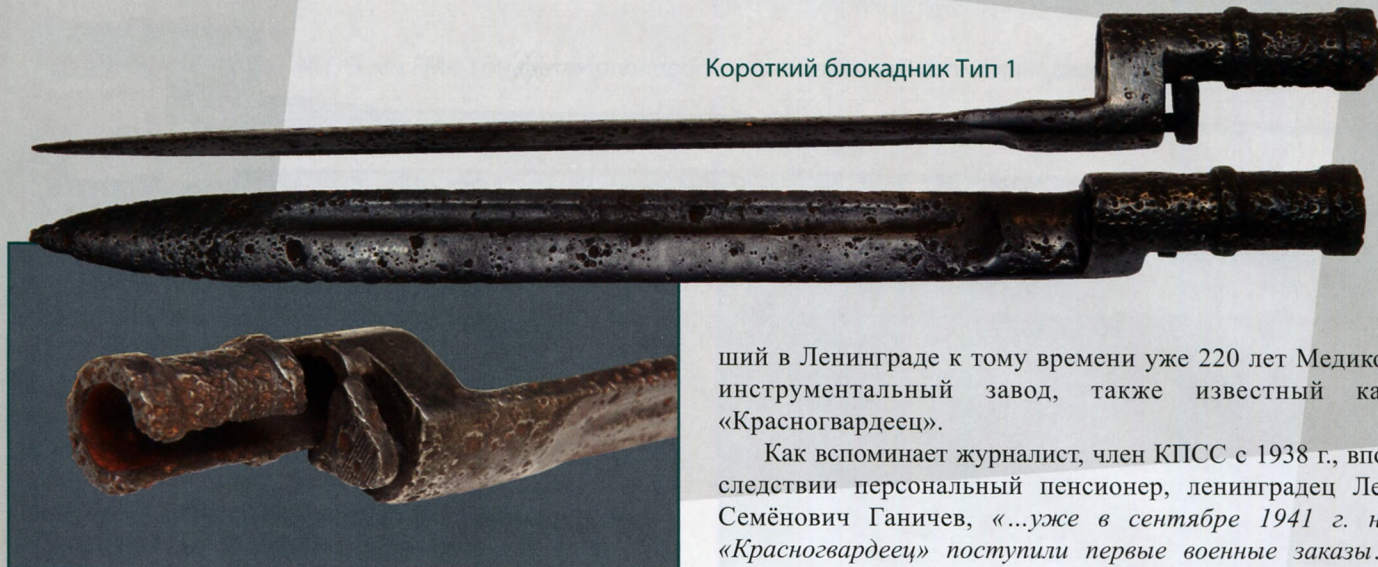 Короткий блокадник Тип 1
ший в Ленинграде к тому времени уже 220 лет Медико
инструментальный завод, также известный ка
«Красногвардеец».
Как вспоминает журналист, член КПСС с 1938 г., впо
следствии персональный пенсионер, ленинградец Ле
Семёнович Ганичев, «...уже в сентябре 1941 г. н
«Красногвардеец» поступили первые военные заказы.